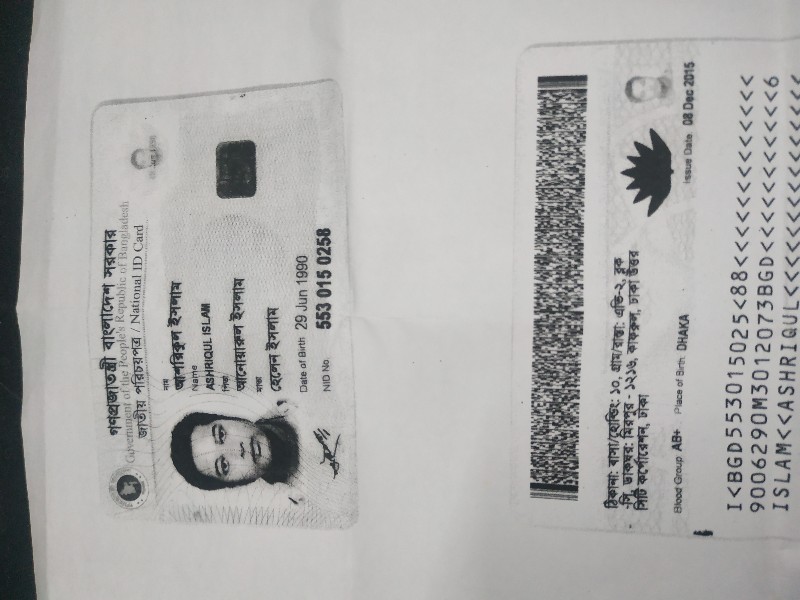 গণপ্রজাতন্ত্রী বাংলাদেশ সরকার
Government of the People's Republic of Bangladesh
জাতীয় পরিচয়পত্র / National ID Card
নাম
আশরিকুল ইসলাম
Name
ASHRIQUL ISLAM
পিতা
আনোয়ারুল ইসলাম
মাতা
হেলেন ইসলাম
Date of Birth 29 Jun 1990
NID No. 553 015 0258
ঠিকানা: বাসা/হোল্ডিং: ১০, গ্রাম/রাস্তা: এভি-২, ব্লক
-সি, ডাকঘর: মিরপুর - ১২১৬, কাফরুল, ঢাকা উত্তর
সিটি কর্পোরেশন, ঢাকা
Blood Group AB+ Place of Birth DHAKA Issue Date 08 Dec 2015
I<BGD553015025<88<<<<<<<<<<<<<
9006290M3012073BGD<<<<<<<<<<<6
ISLAM<<ASHRIQUL<<<<<<<<<<<<<<<